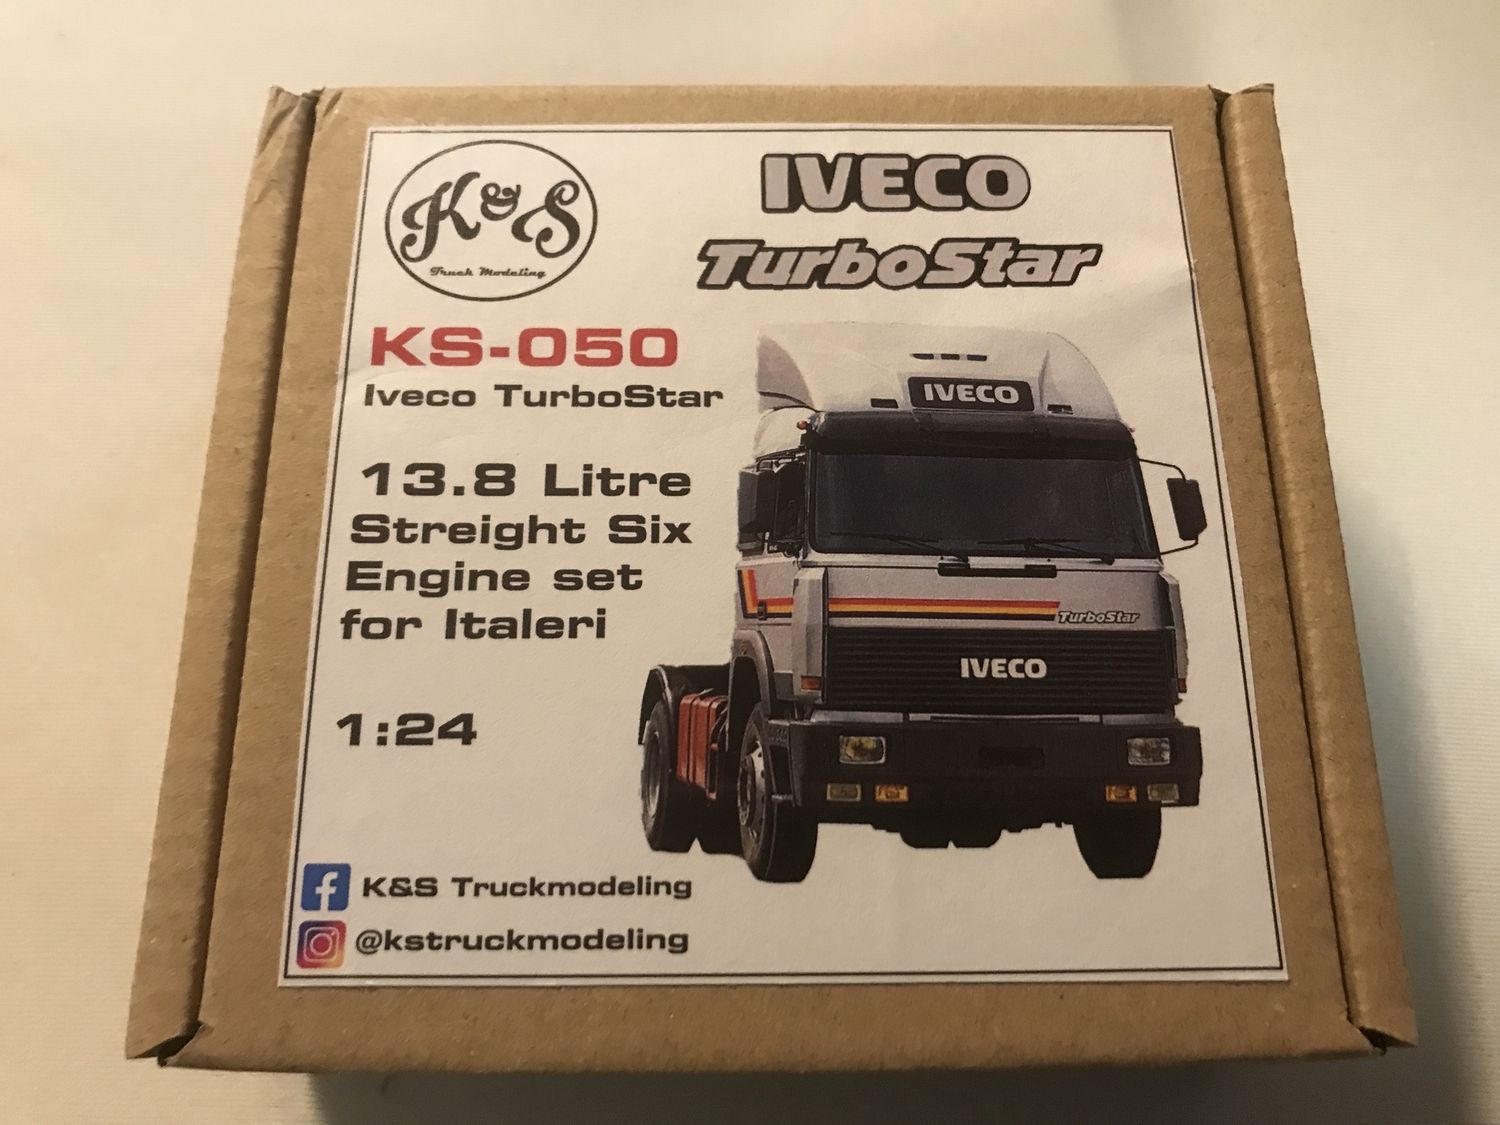 K&S
Truck Modeling
IVECO
TurboStar
KS-050
Iveco TurboStar
13.8 Litre
Streight Six
Engine set
for Italeri
1:24
IVECO
TurboStar
IVECO
K&S Truckmodeling
@kstruckmodeling